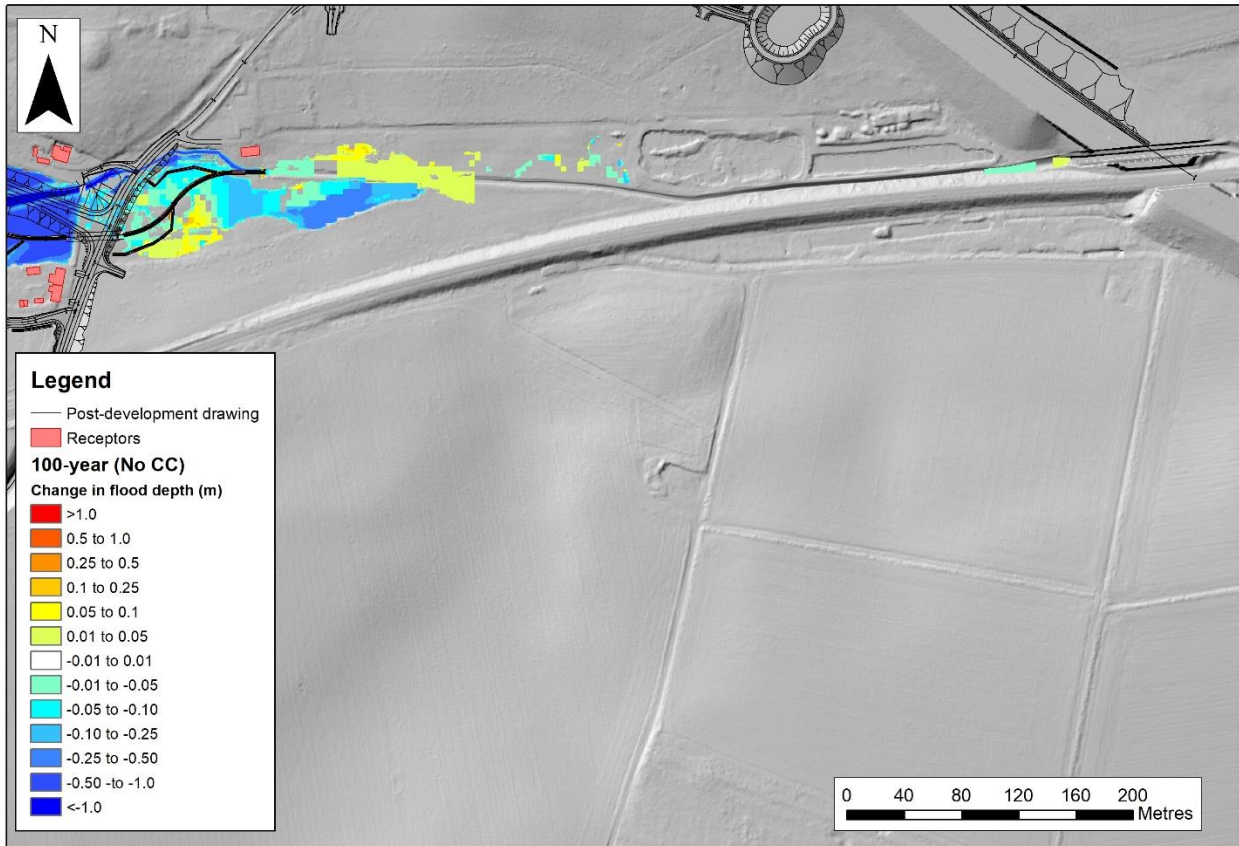 N
Legend
Post-development drawing
Receptors
100-year (No CC)
Change in flood depth (m)
>1.0
0.5 to 1.0
0.25 to 0.5
0.1 to 0.25
0.05 to 0.1
0.01 to 0.05
-0.01 to 0.01
-0.01 to -0.05
-0.05 to -0.10
-0.10 to -0.25
-0.25 to -0.50
-0.50 -to -1.0
<-1.0
0 40 80 120 160 200
Metres